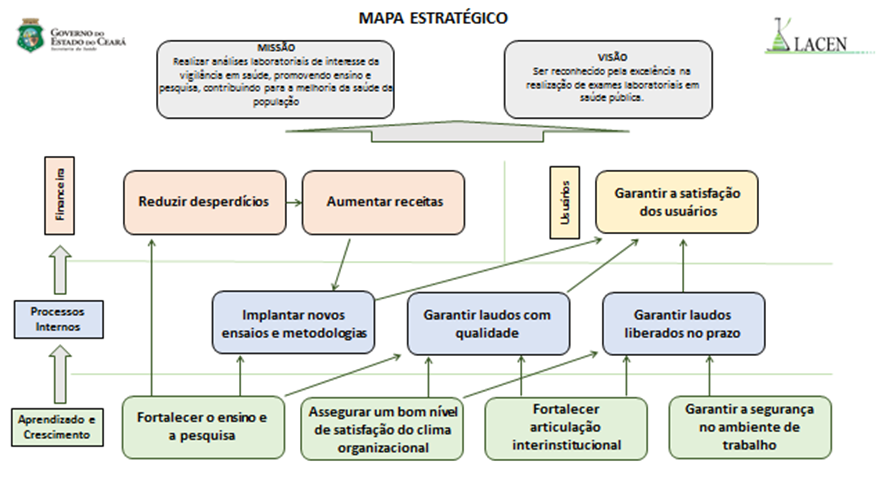 MAPA ESTRATÉGICO
GOVERNO DO
ESTADO DO CEARÁ
Secretaria da Saúde
LACEN
MISSÃO
Realizar análises laboratoriais de interesse da
vigilância em saúde, promovendo ensino e
pesquisa, contribuindo para a melhoria da saúde da
população
VISÃO
Ser reconhecido pela excelência na
realização de exames laboratoriais em
saúde pública.
Financeira
Reduzir desperdícios
Aumentar receitas
Usuários
Garantir a satisfação
dos usuários
Processos
Internos
Implantar novos
ensaios e metodologias
Garantir laudos com
qualidade
Garantir laudos
liberados no prazo
Aprendizado e
Crescimento
Fortalecer o ensino e
a pesquisa
Assegurar um bom nível
de satisfação do clima
organizacional
Fortalecer
articulação
interinstitucional
Garantir a segurança
no ambiente de
trabalho